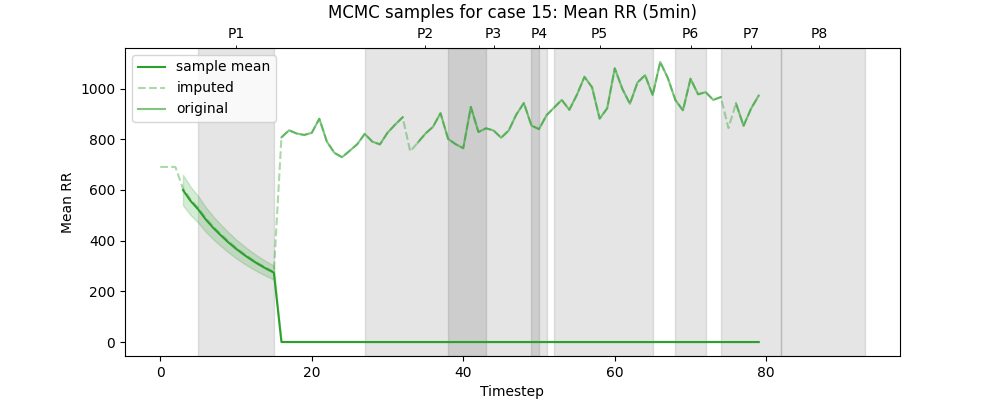 MCMC samples for case 15: Mean RR (5min)
P1 P2 P3 P4 P5 P6 P7 P8
sample mean
imputed
original
1000
800
600
400
200
0
Mean RR
0 20 40 60 80
Timestep